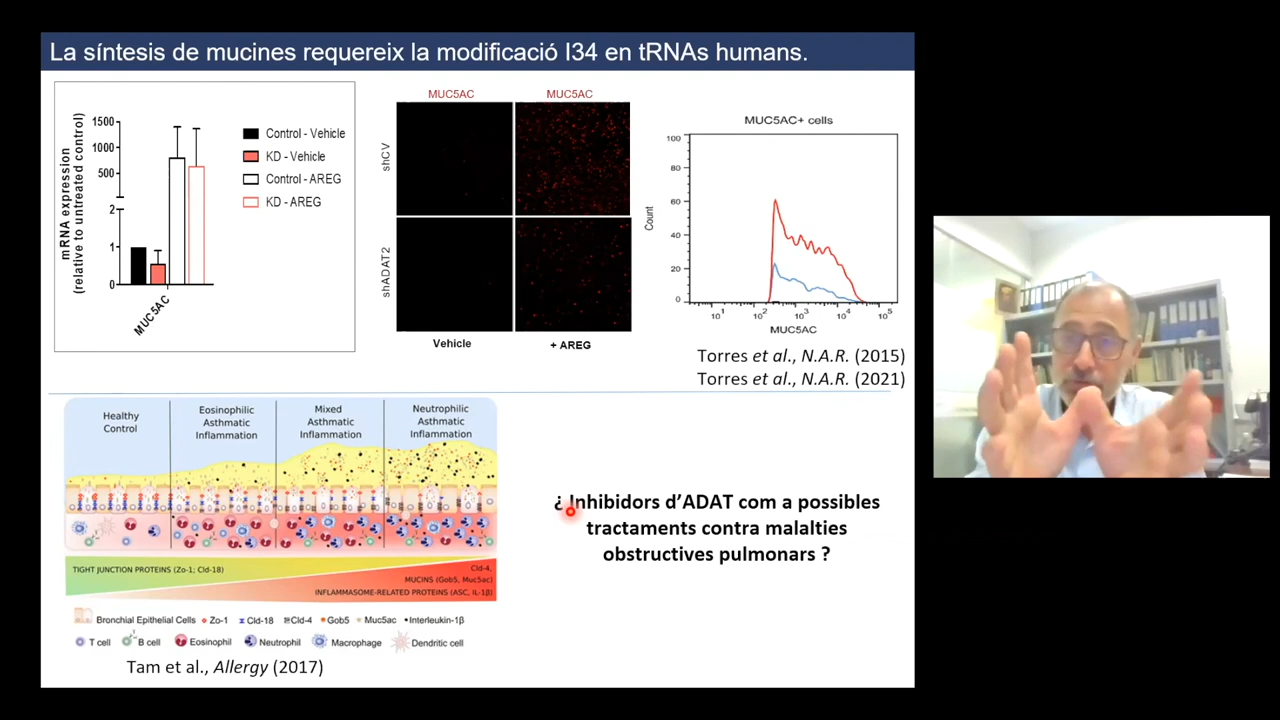 La síntesis de mucines requereix la modificació I34 en tRNAs humans.
mRNA expression
(relative to untreated control)
1500
1000
500
2
1
0
MUC5AC
Control - Vehicle
KD - Vehicle
Control - AREG
KD - AREG
MUC5AC
MUC5AC
shCV
shADAT2
Vehicle
+ AREG
MUC5AC+ cells
Count
100
80
60
40
20
0
10¹
10²
10³
10⁴
10⁵
MUC5AC
Torres et al., N.A.R. (2015)
Torres et al., N.A.R. (2021)
Healthy
Control
Eosinophilic
Asthmatic
Inflammation
Mixed
Asthmatic
Inflammation
Neutrophilic
Asthmatic
Inflammation
TIGHT JUNCTION PROTEINS (Zo-1; Cld-18)
Cld-4,
MUCINS (Gob5, Muc5ac)
INFLAMMASOME-RELATED PROTEINS (ASC, IL-1β)
Bronchial Epithelial Cells Zo-1 Cld-18 Cld-4 Gob5 Muc5ac Interleukin-1β
T cell B cell Eosinophil Neutrophil Macrophage Dendritic cell
Tam et al., Allergy (2017)
¿ Inhibidors d’ADAT com a possibles
tractaments contra malalties
obstructives pulmonars ?